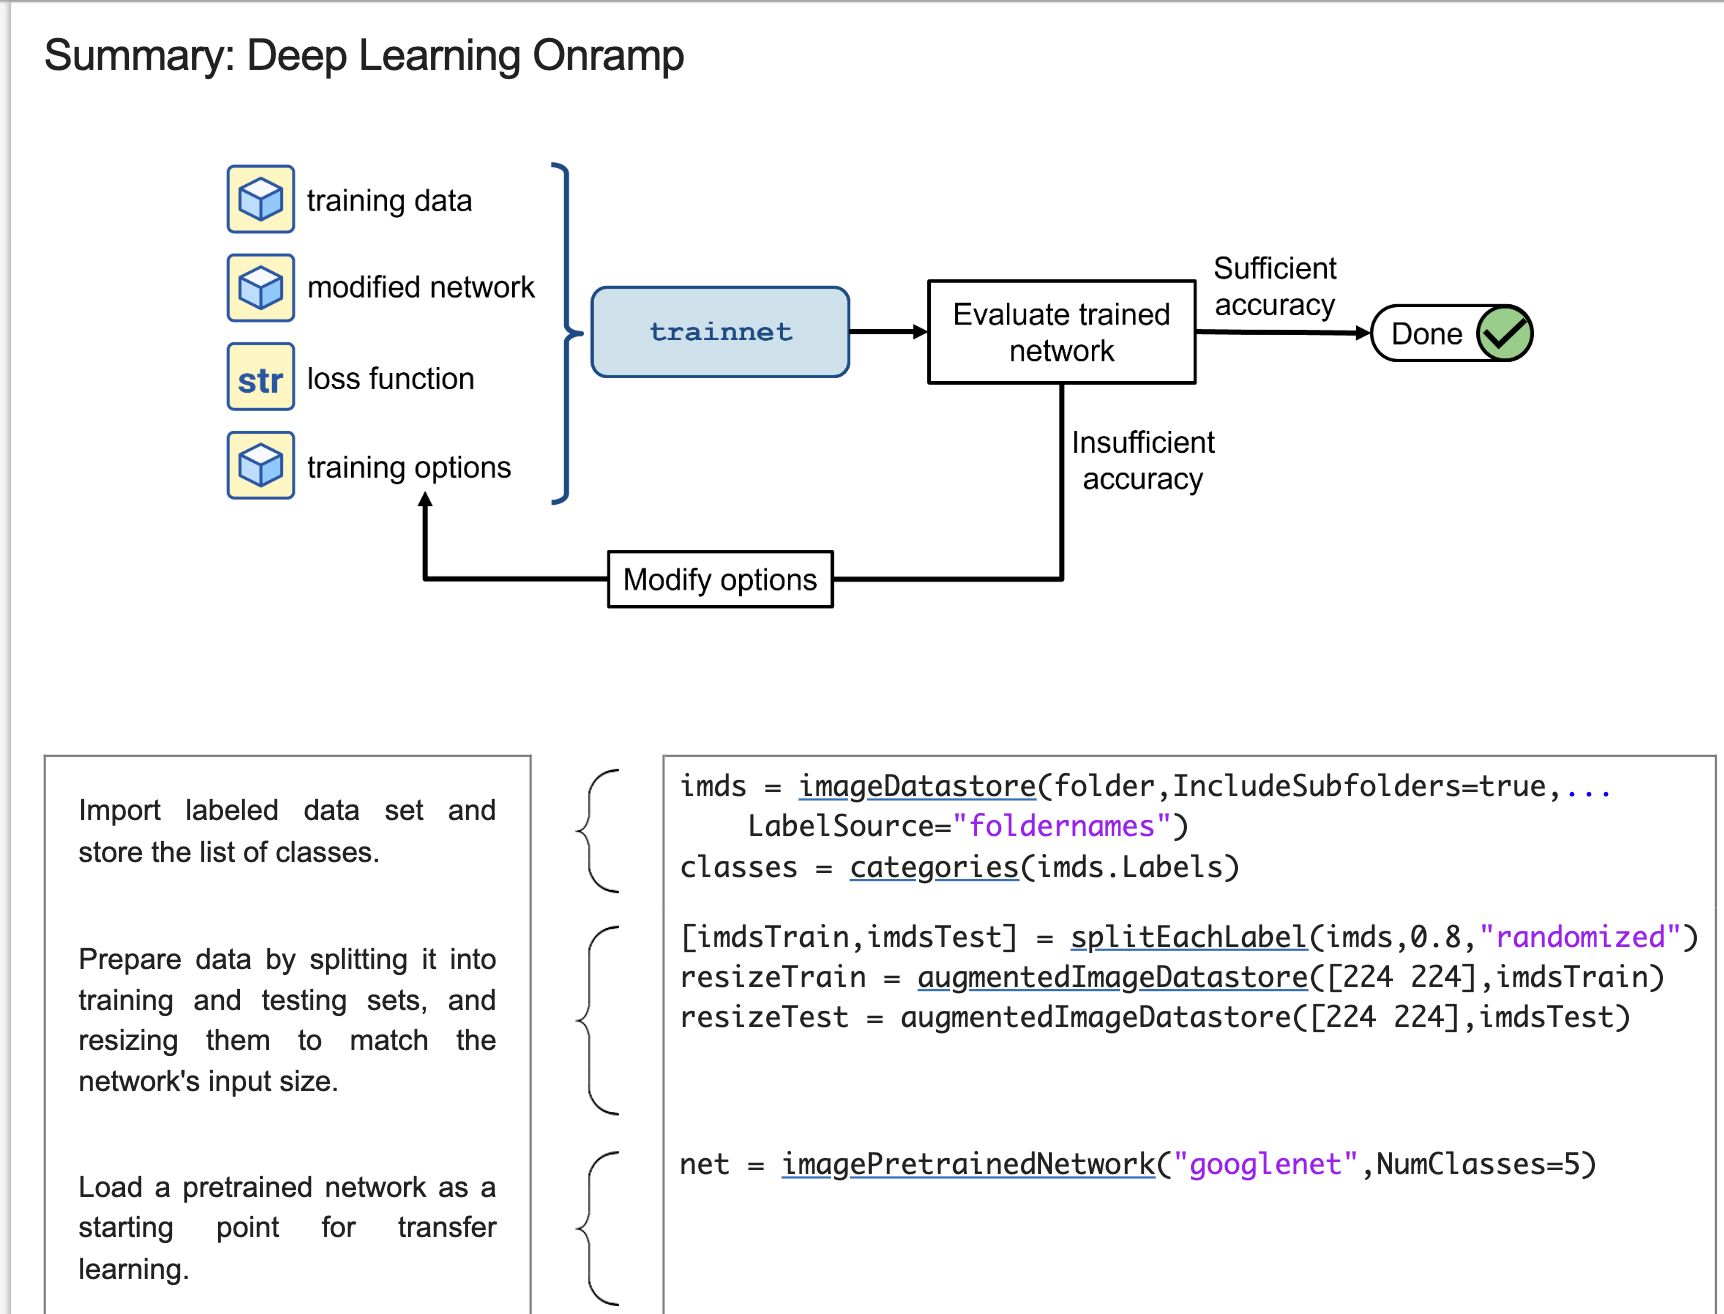 Summary: Deep Learning Onramp
training data
modified network
str loss function
training options
trainnet
Evaluate trained
network
Sufficient
accuracy
Done
Insufficient
accuracy
Modify options
Import labeled data set and
store the list of classes.
imds = imageDatastore(folder,IncludeSubfolders=true,...
LabelSource="foldernames")
classes = categories(imds.Labels)
Prepare data by splitting it into
training and testing sets, and
resizing them to match the
network's input size.
[imdsTrain,imdsTest] = splitEachLabel(imds,0.8,"randomized")
resizeTrain = augmentedImageDatastore([224 224],imdsTrain)
resizeTest = augmentedImageDatastore([224 224],imdsTest)
Load a pretrained network as a
starting point for transfer
learning.
net = imagePretrainedNetwork("googlenet",NumClasses=5)